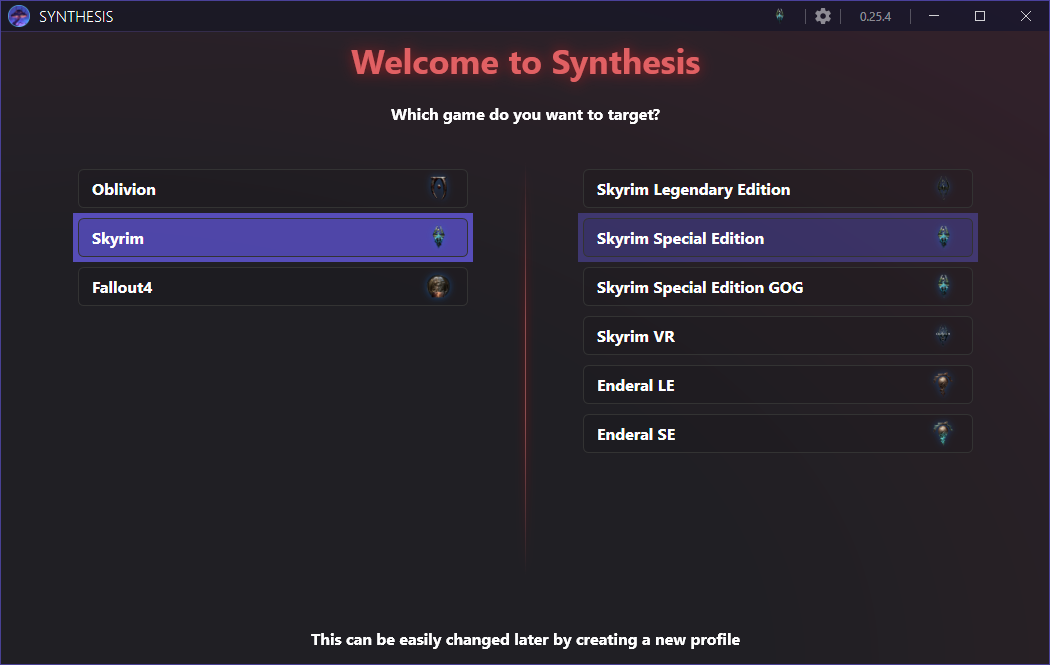 SYNTHESIS
0.25.4
Welcome to Synthesis
Which game do you want to target?
Oblivion
Skyrim
Fallout4
Skyrim Legendary Edition
Skyrim Special Edition
Skyrim Special Edition GOG
Skyrim VR
Enderal LE
Enderal SE
This can be easily changed later by creating a new profile